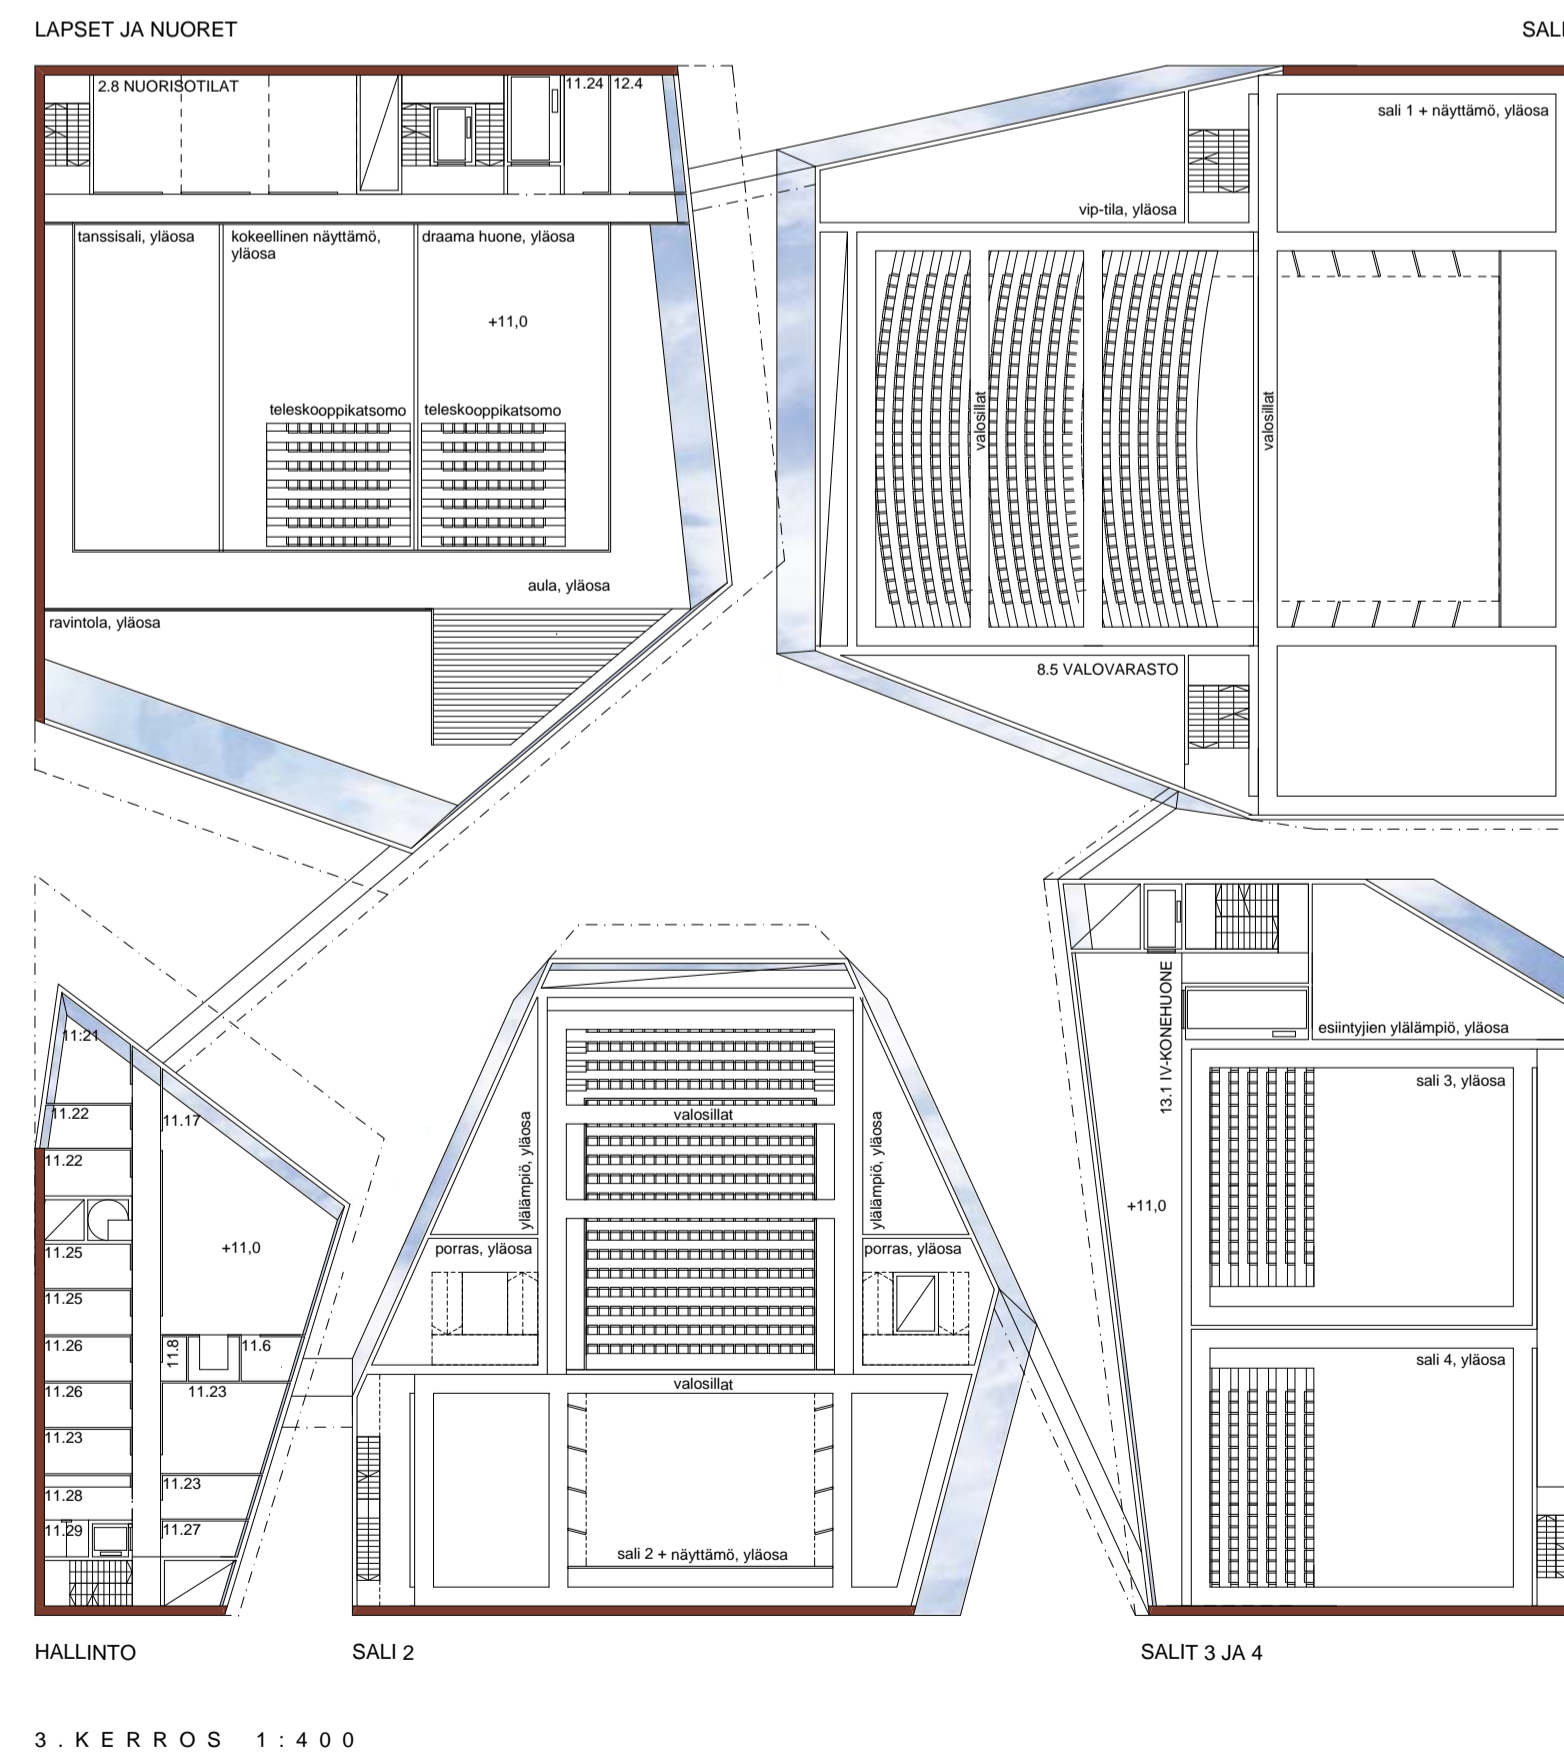 LAPSET JA NUORET
SALI
2.8 NUORISOTILAT
11.24
12.4
sali 1 + näyttämö, yläosa
vip-tila, yläosa
tanssisali, yläosa
kokeellinen näyttämö,
yläosa
draama huone, yläosa
+11,0
teleskooppikatsomo
teleskooppikatsomo
valosillat
valosillat
aula, yläosa
ravintola, yläosa
8.5 VALOVARASTO
13.1 IV-KONEHUONE
esiintyjien ylälämpiö, yläosa
11:21
11.22
11.17
11.22
11.25
+11,0
11.25
11.26
11.8
11.6
11.26
11.23
11.23
11.23
11.28
11.29
11.27
valosillat
ylälämpiö, yläosa
ylälämpiö, yläosa
porras, yläosa
porras, yläosa
valosillat
sali 2 + näyttämö, yläosa
sali 3, yläosa
+11,0
sali 4, yläosa
HALLINTO
SALI 2
SALIT 3 JA 4
3 . K E R R O S   1 : 4 0 0